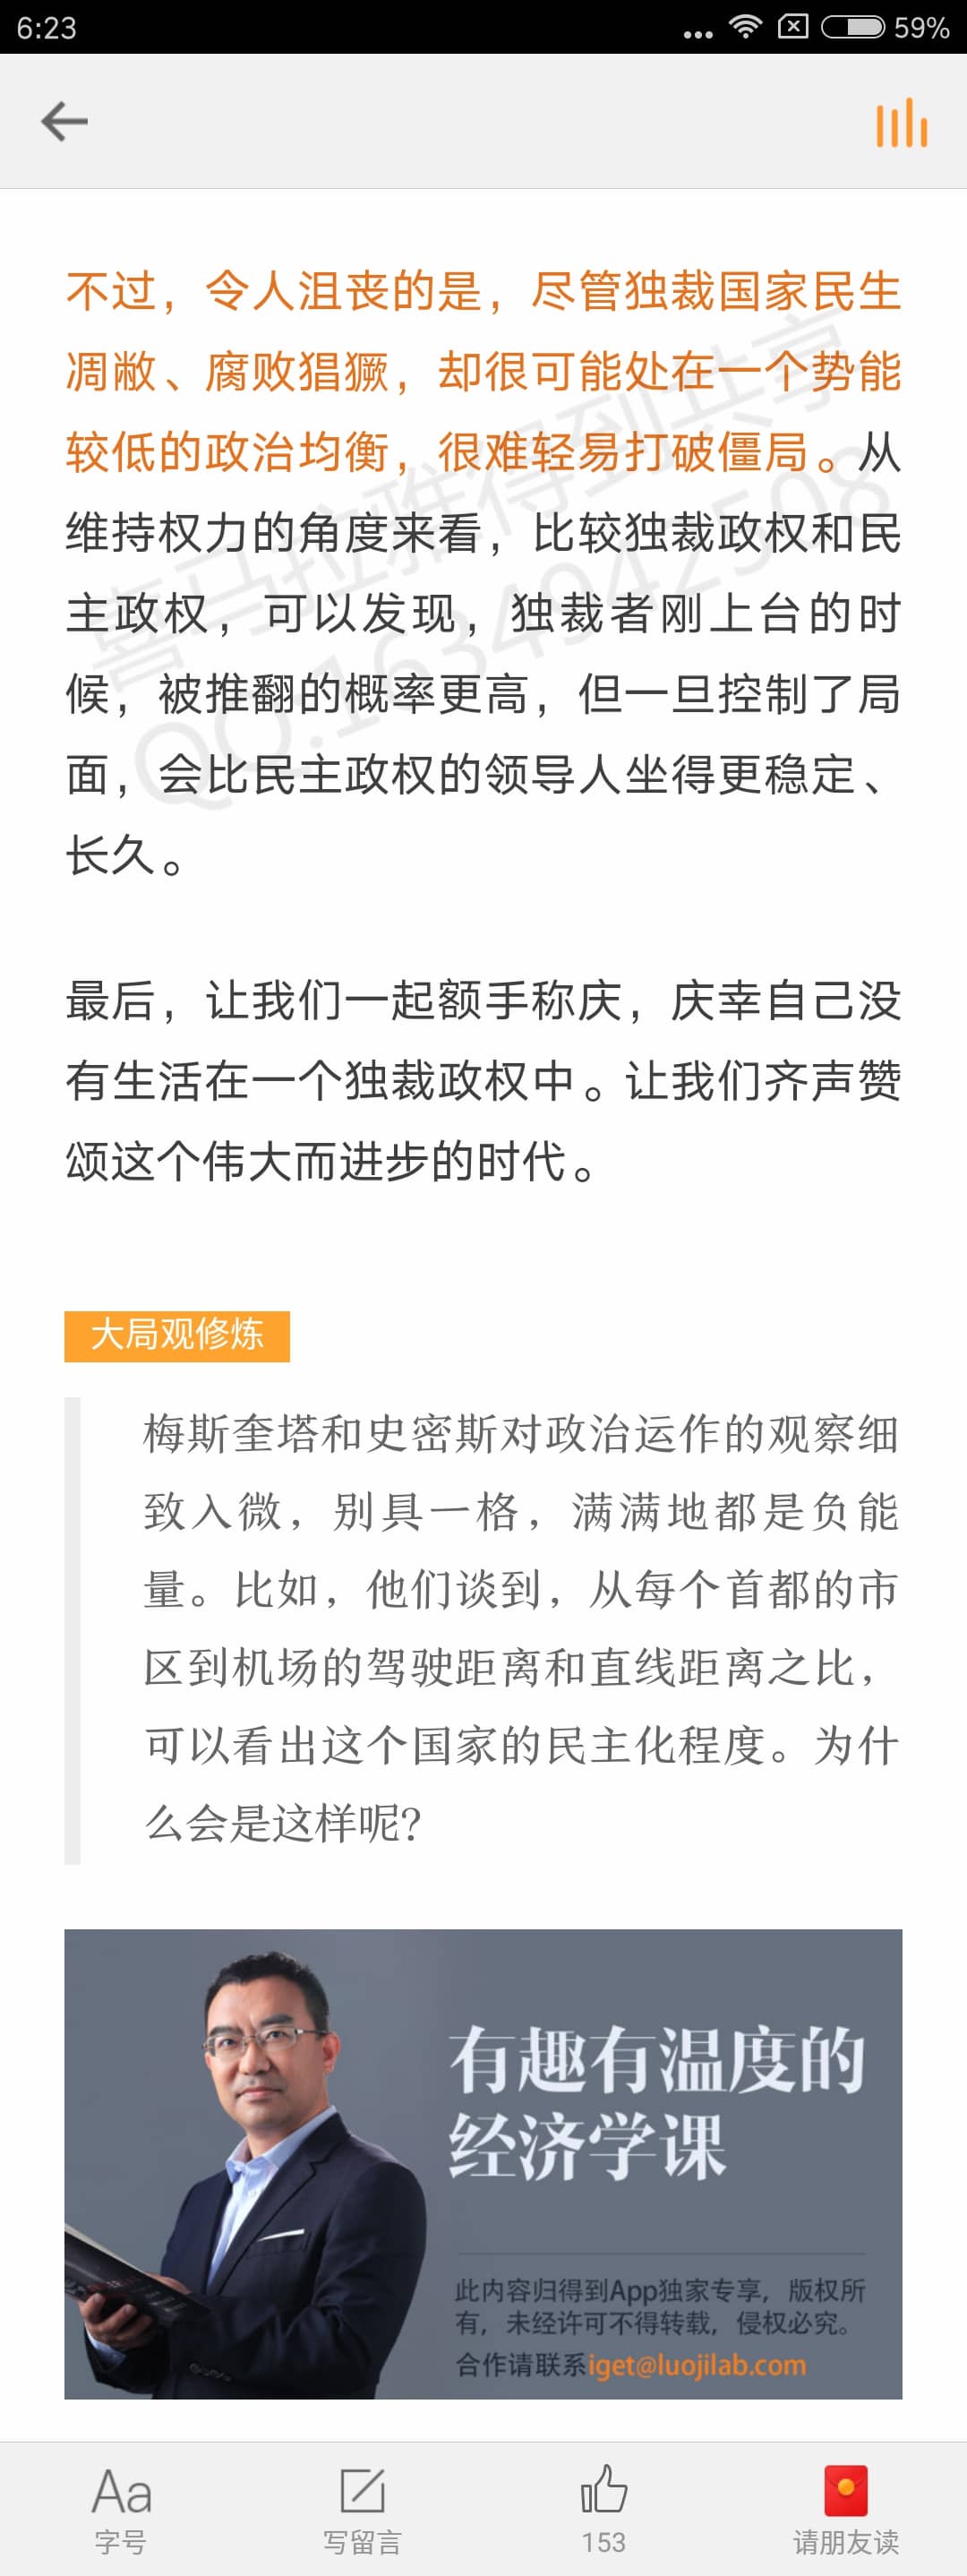 6:23
59%
不过，令人沮丧的是，尽管独裁国家民生
凋敝、腐败猖獗，却很可能处在一个势能
较低的政治均衡，很难轻易打破僵局。从
维持权力的角度来看，比较独裁政权和民
主政权，可以发现，独裁者刚上台的时
候，被推翻的概率更高，但一旦控制了局
面，会比民主政权的领导人坐得更稳定、
长久。
喜马拉雅得到共享
QQ:1634942508
最后，让我们一起额手称庆，庆幸自己没
有生活在一个独裁政权中。让我们齐声赞
颂这个伟大而进步的时代。
大局观修炼
梅斯奎塔和史密斯对政治运作的观察细
致入微，别具一格，满满地都是负能
量。比如，他们谈到，从每个首都的市
区到机场的驾驶距离和直线距离之比，
可以看出这个国家的民主化程度。为什
么会是这样呢？
有趣有温度的
经济学课
此内容归得到App独家专享，版权所
有，未经许可不得转载，侵权必究。
合作请联系iget@luojilab.com
Aa
字号
写留言
153
请朋友读